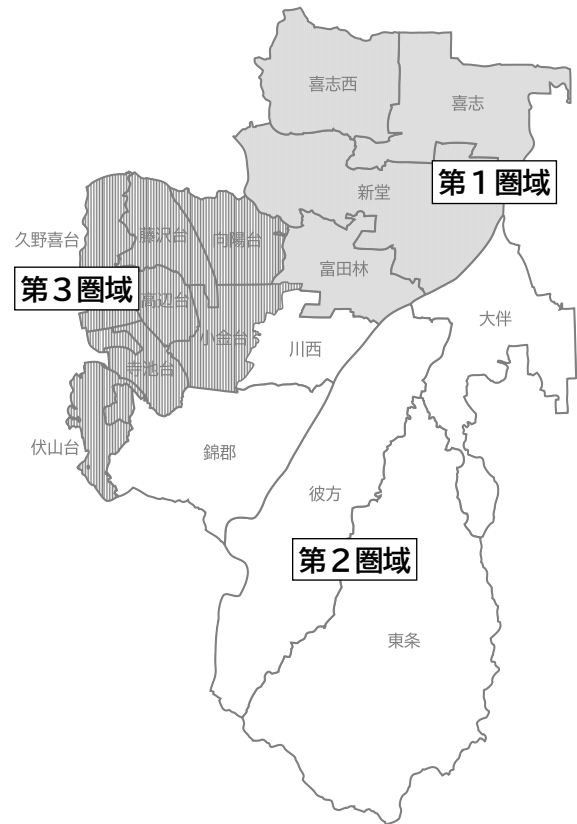 喜志西
喜志
第１圏域
新堂
久野喜台
藤沢台
向陽台
富田林
第３圏域
高辺台
大伴
小金台
川西
寺池台
伏山台
錦郡
彼方
第２圏域
東条